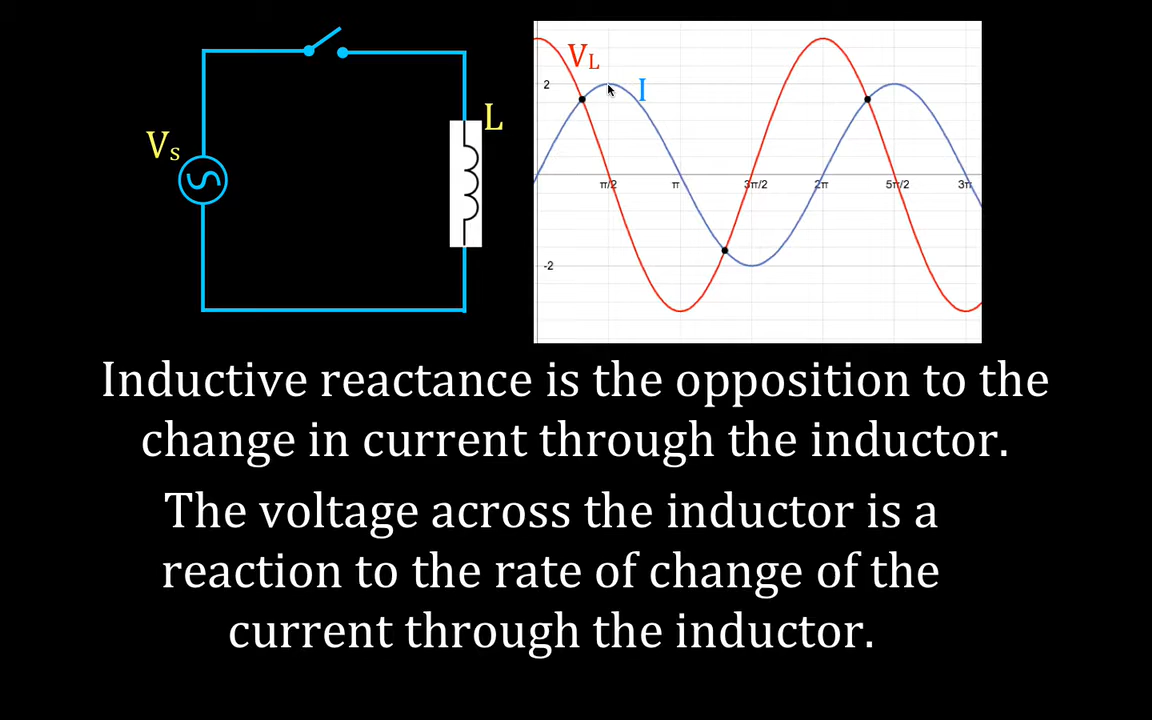 V_S
L
V_L
I
2
π/2
π
3π/2
2π
5π/2
3π
-2
Inductive reactance is the opposition to the
change in current through the inductor.
The voltage across the inductor is a
reaction to the rate of change of the
current through the inductor.